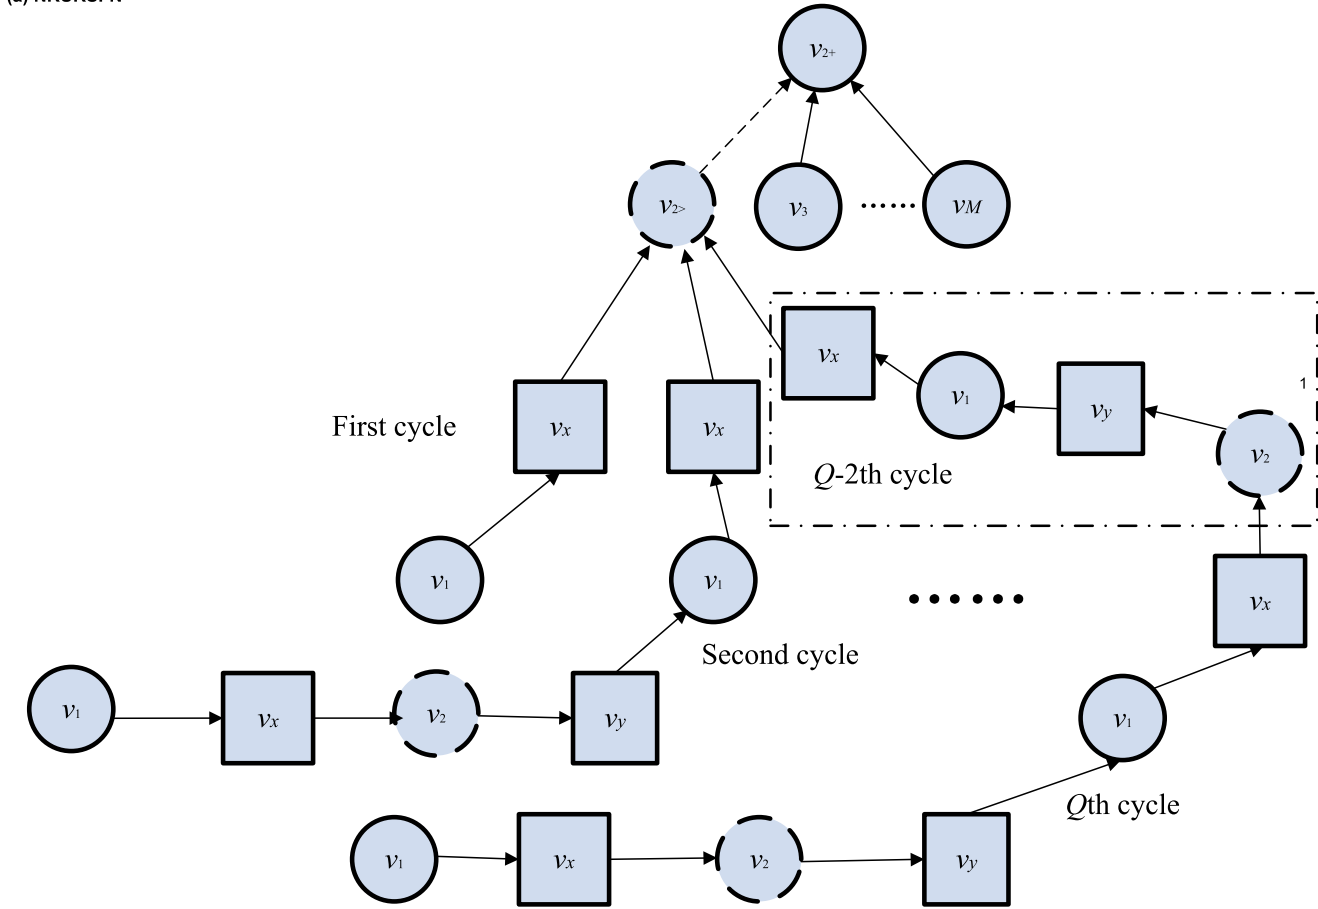 v2+
v2>
v3
......
vM
vx
v1
vy
1
v2
First cycle
vx
vx
Q-2th cycle
v1
v1
......
vx
Second cycle
v1
vx
v2
vy
v1
Qth cycle
v1
vx
v2
vy